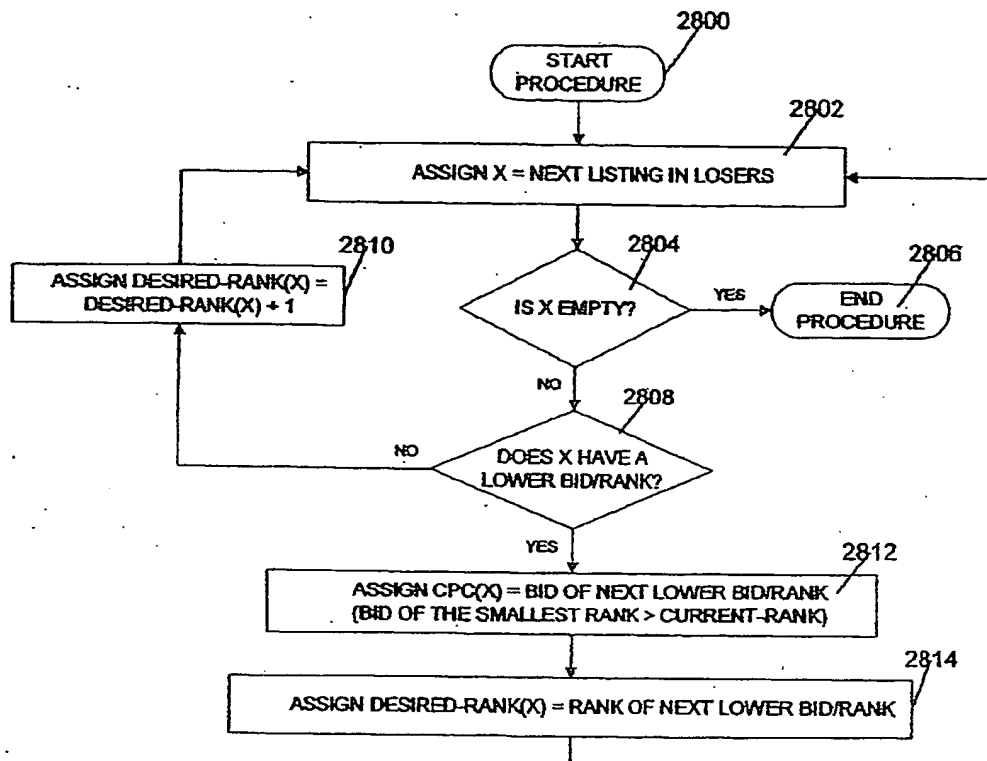 2800
START
PROCEDURE
2802
ASSIGN X = NEXT LISTING IN LOSERS
2810
ASSIGN DESIRED-RANK(X) =
DESIRED-RANK(X) + 1
2804
IS X EMPTY?
YES
2806
END
PROCEDURE
NO
2808
DOES X HAVE A
LOWER BID/RANK?
NO
YES
2812
ASSIGN CPC(X) = BID OF NEXT LOWER BID/RANK
(BID OF THE SMALLEST RANK > CURRENT-RANK)
2814
ASSIGN DESIRED-RANK(X) = RANK OF NEXT LOWER BID/RANK